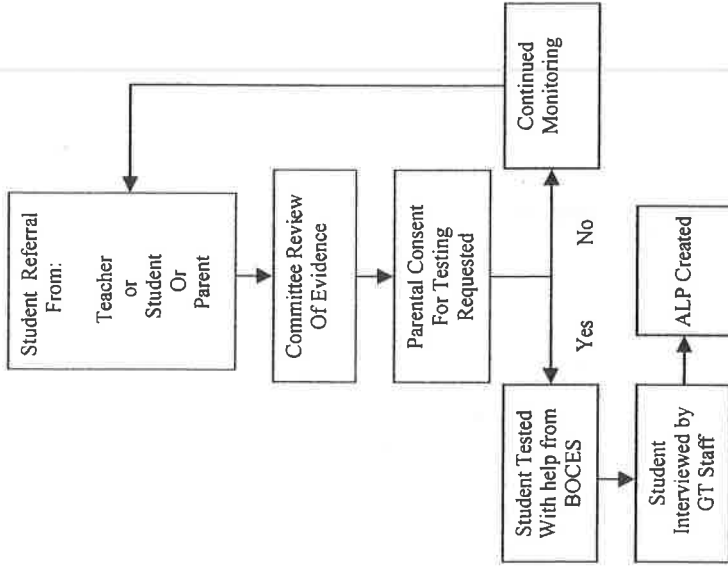 Student Referral
From:
Teacher
or
Student
Or
Parent
Committee Review
Of Evidence
Parental Consent
For Testing
Requested
Yes
No
Student Tested
With help from
BOCES
Continued
Monitoring
Student
Interviewed by
GT Staff
ALP Created